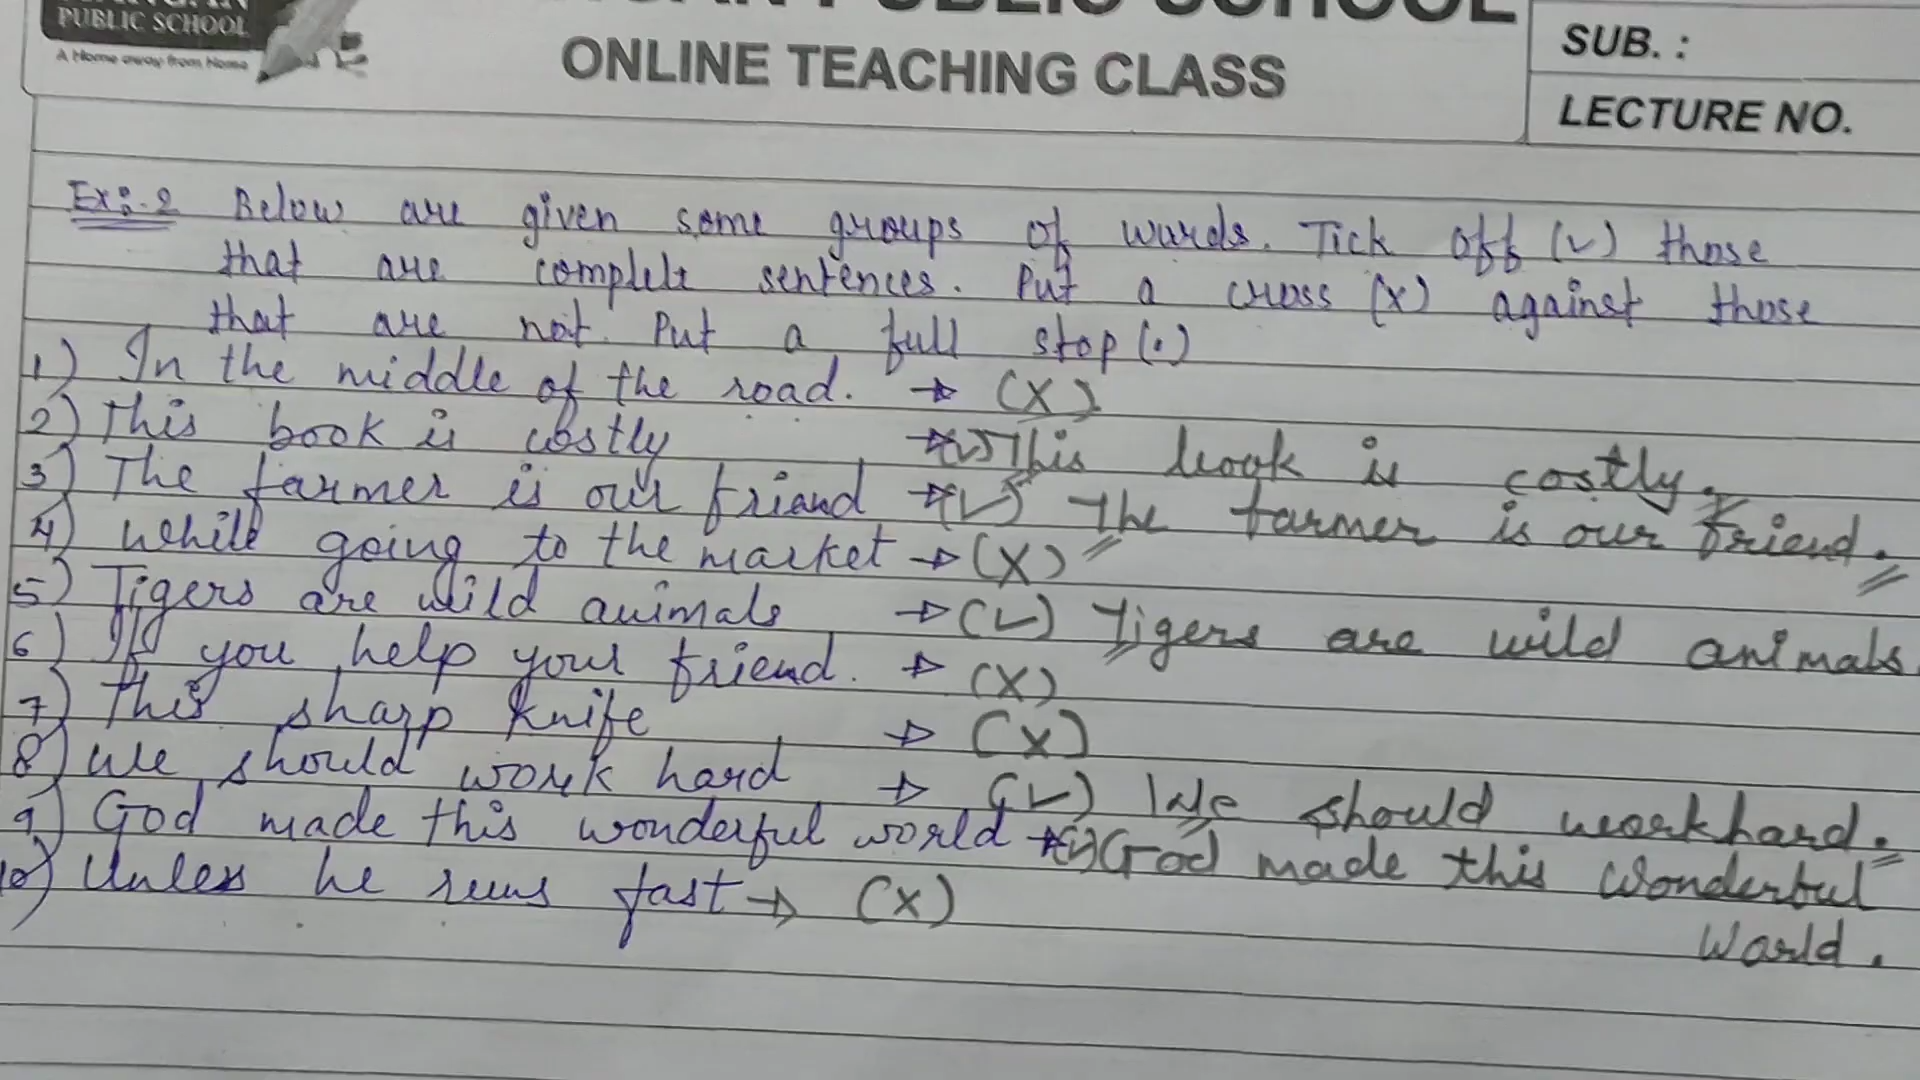 PUBLIC SCHOOL
A Home away from Home
PUBLIC SCHOOL
ONLINE TEACHING CLASS
SUB. :
LECTURE NO.
Ex:-2 Below are given some groups of words. Tick off (✓) those
that are complete sentences. Put a cross (x) against those
that are not. Put a full stop (.)
1) In the middle of the road. → (X)
2) This book is costly → (✓) This book is costly.
3) The farmer is our friend → (✓) The farmer is our friend.
4) While going to the market → (X)
5) Tigers are wild animals → (✓) Tigers are wild animals.
6) If you help your friend. → (X)
7) This sharp knife → (X)
8) We should work hard → (✓) We should work hard.
9) God made this wonderful world → (✓) God made this wonderful
world.
10) Unless he runs fast → (X)